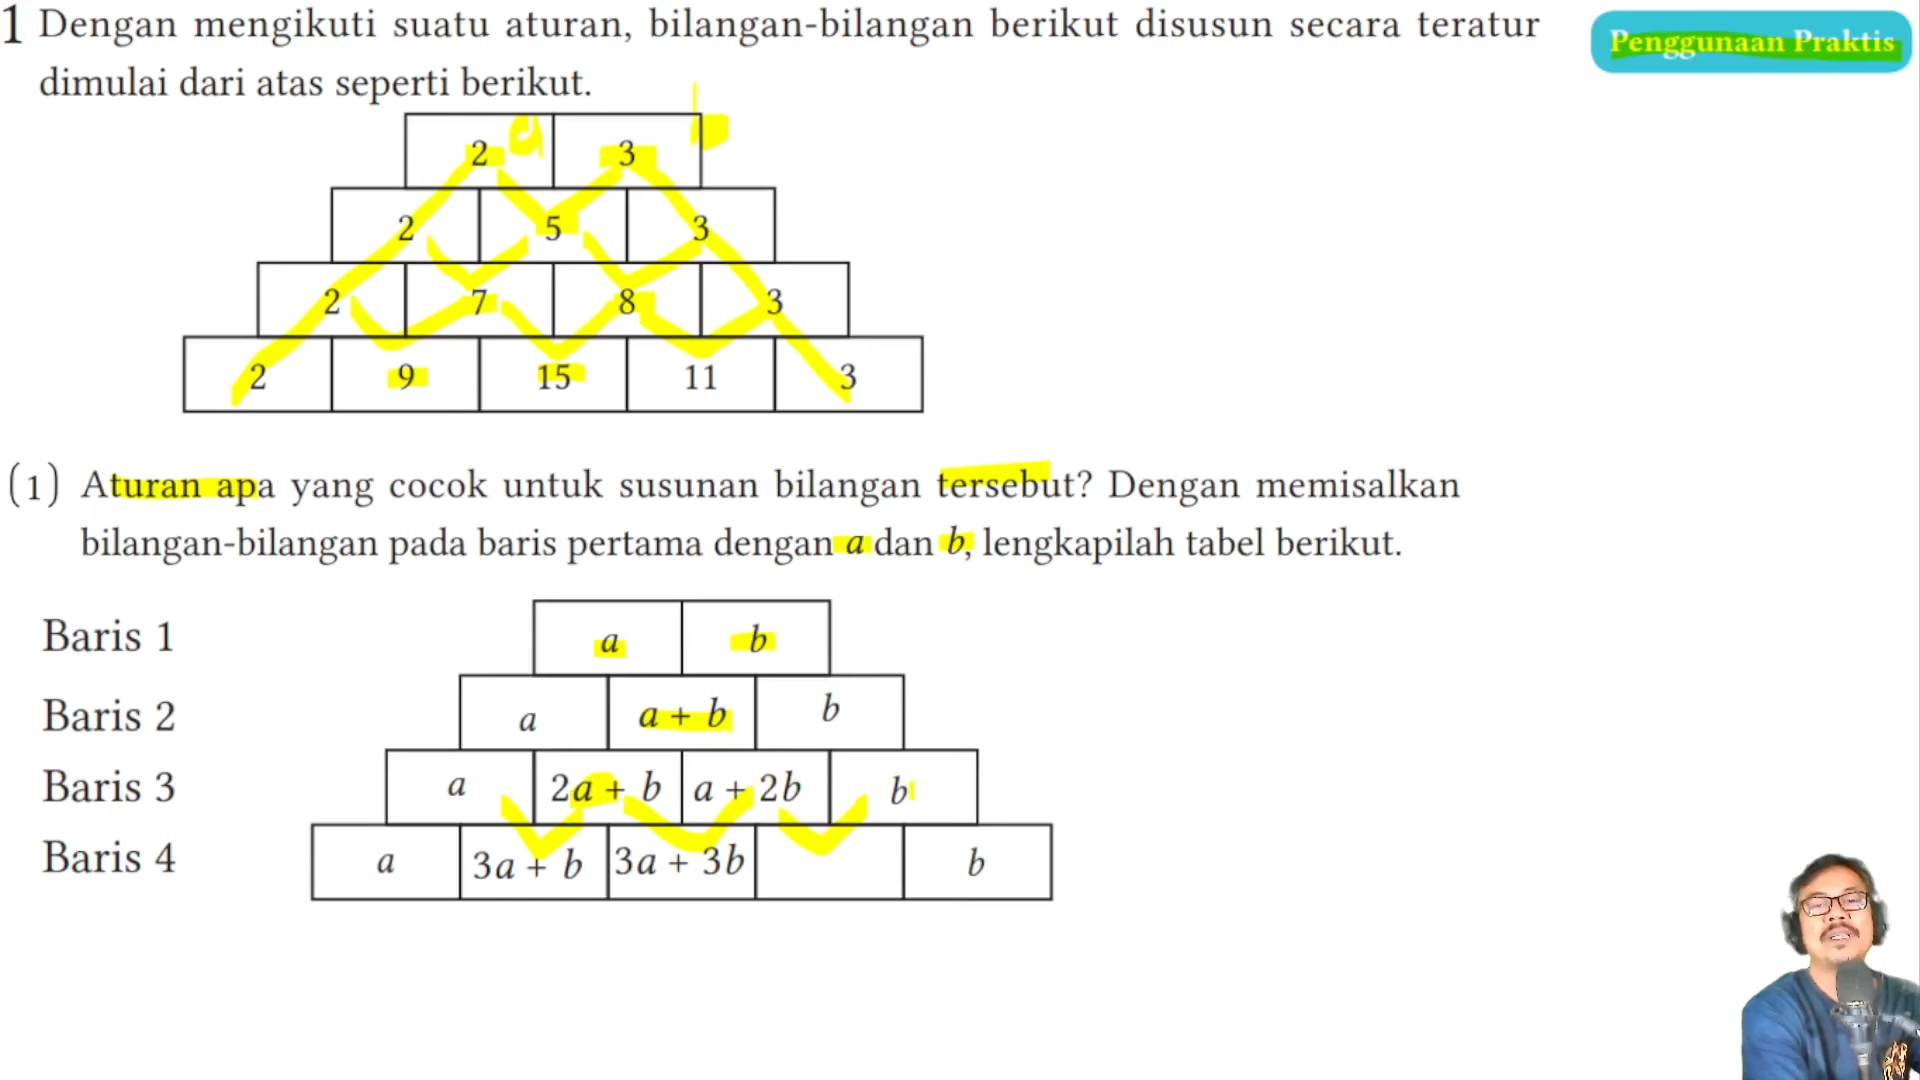 1 Dengan mengikuti suatu aturan, bilangan-bilangan berikut disusun secara teratur
dimulai dari atas seperti berikut.
Penggunaan Praktis
2 a 3 b
2 5 3
2 7 8 3
2 9 15 11 3
(1) Aturan apa yang cocok untuk susunan bilangan tersebut? Dengan memisalkan
bilangan-bilangan pada baris pertama dengan a dan b, lengkapilah tabel berikut.
Baris 1 a b
Baris 2 a a + b b
Baris 3 a 2a + b a + 2b b
Baris 4 a 3a + b 3a + 3b b